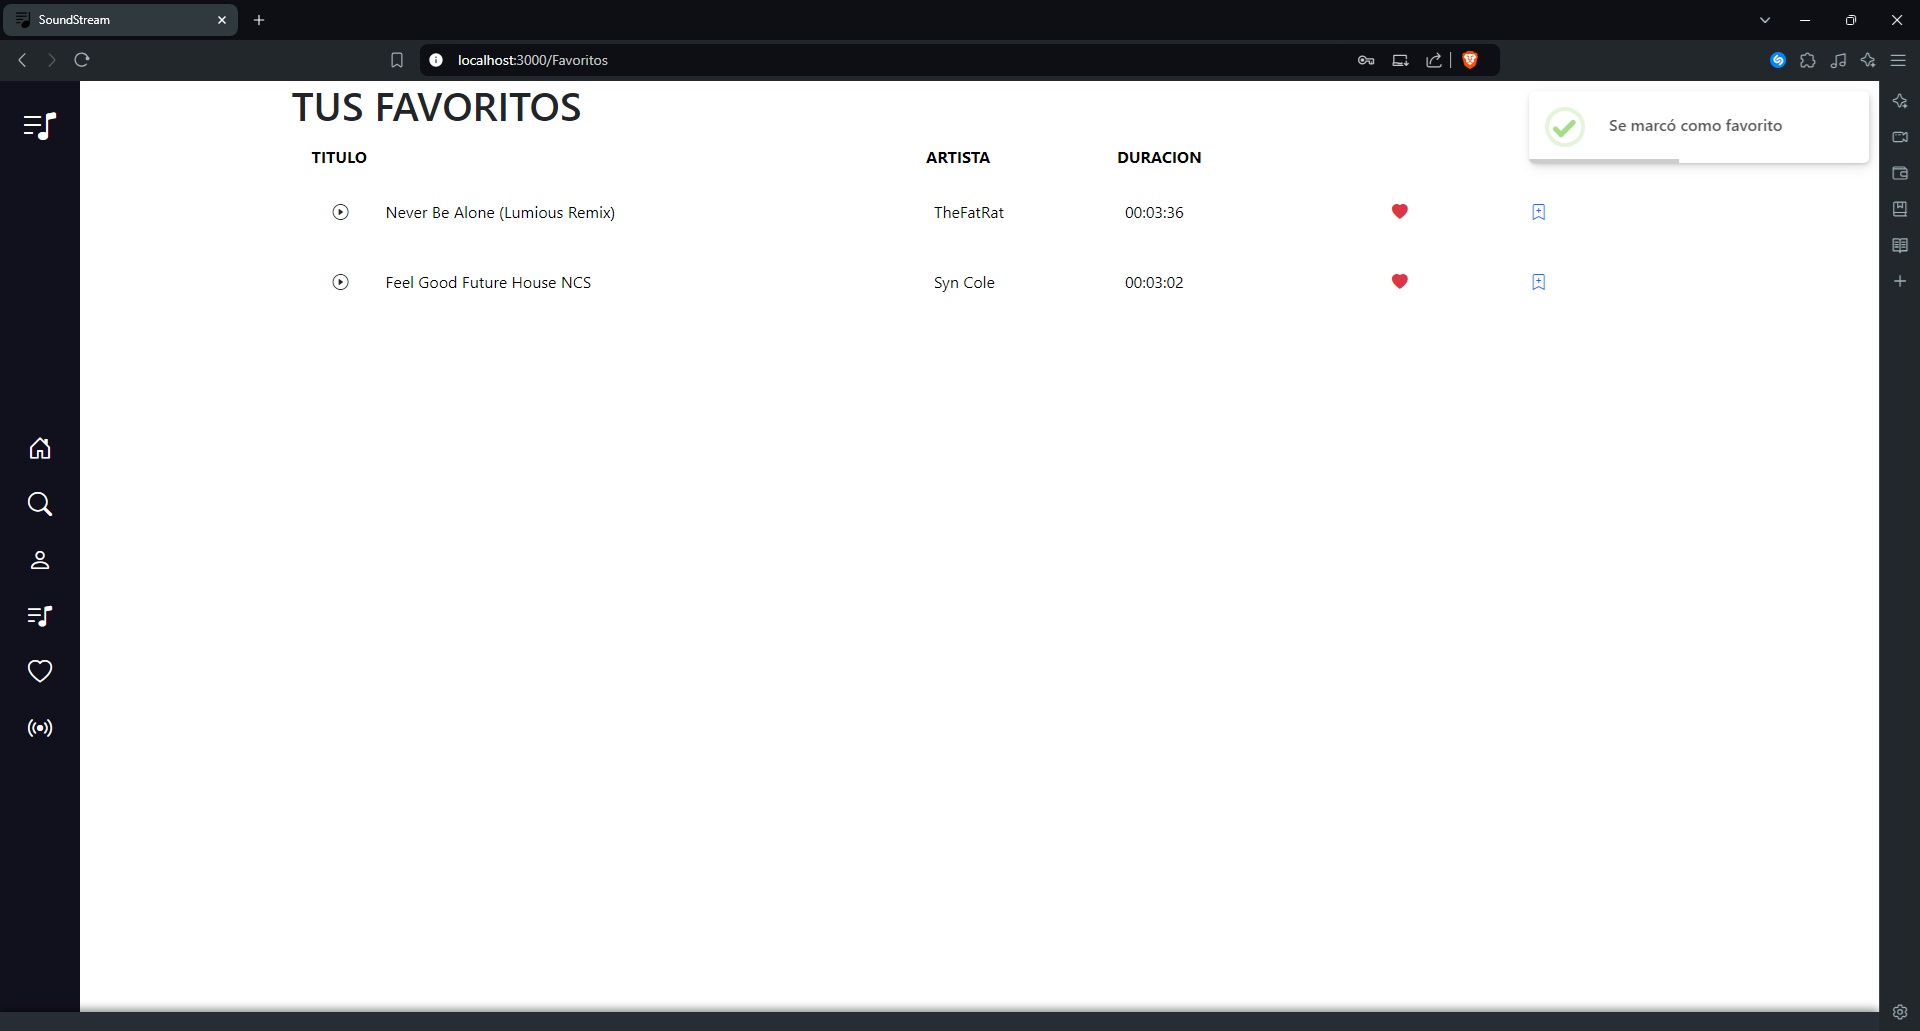 SoundStream
localhost:3000/Favoritos
TUS FAVORITOS
Se marcó como favorito
TITULO ARTISTA DURACION
Never Be Alone (Lumious Remix) TheFatRat 00:03:36
Feel Good Future House NCS Syn Cole 00:03:02